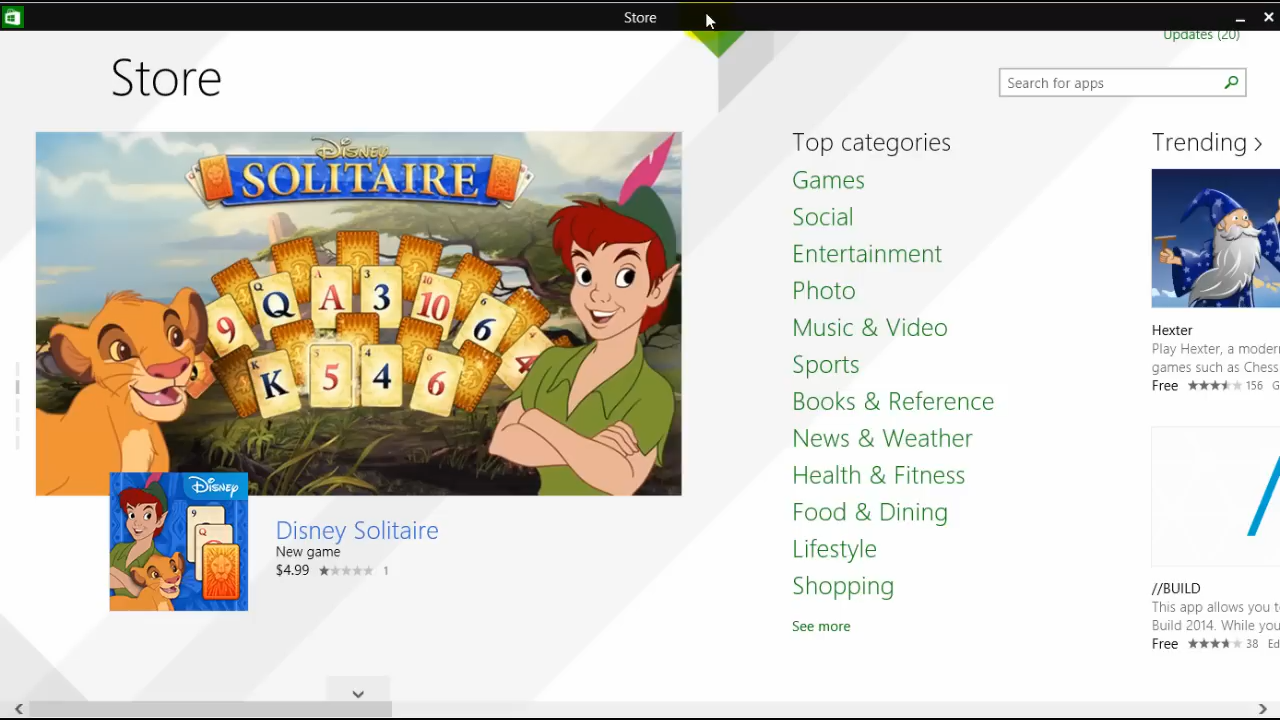 Store
Updates (20)
Store
Search for apps
Disney
SOLITAIRE
9 Q A 3 10 6 4
K 5 4 6
Disney
9
Q
Disney Solitaire
New game
$4.99 1
Top categories
Games
Social
Entertainment
Photo
Music & Video
Sports
Books & Reference
News & Weather
Health & Fitness
Food & Dining
Lifestyle
Shopping
See more
Trending
Hexter
Play Hexter, a moder
games such as Chess
Free 156 G
//BUILD
This app allows you t
Build 2014. While you
Free 38 Ed